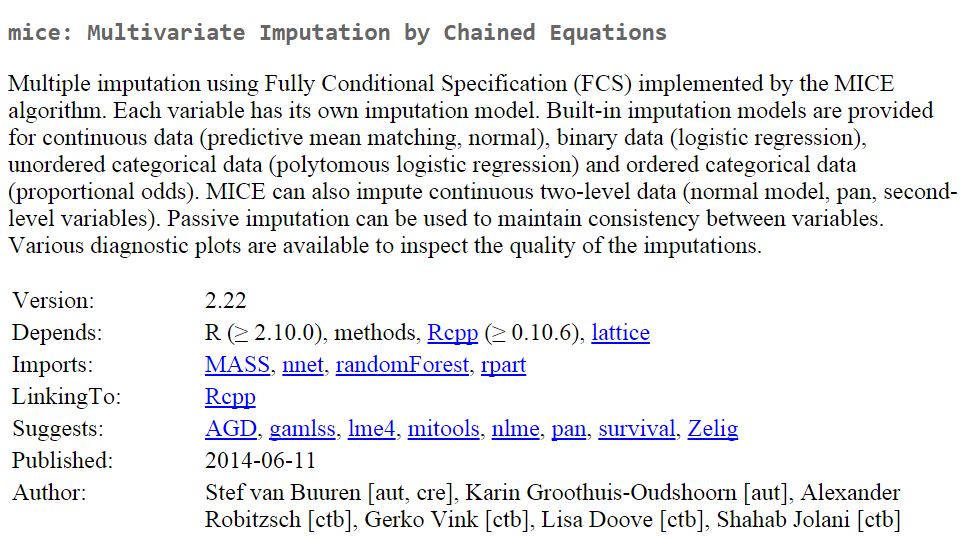 mice: Multivariate Imputation by Chained Equations
Multiple imputation using Fully Conditional Specification (FCS) implemented by the MICE
algorithm. Each variable has its own imputation model. Built-in imputation models are provided
for continuous data (predictive mean matching, normal), binary data (logistic regression),
unordered categorical data (polytomous logistic regression) and ordered categorical data
(proportional odds). MICE can also impute continuous two-level data (normal model, pan, second-
level variables). Passive imputation can be used to maintain consistency between variables.
Various diagnostic plots are available to inspect the quality of the imputations.
Version: 2.22
Depends: R (≥ 2.10.0), methods, Rcpp (≥ 0.10.6), lattice
Imports: MASS, nnet, randomForest, rpart
LinkingTo: Rcpp
Suggests: AGD, gamlss, lme4, mitools, nlme, pan, survival, Zelig
Published: 2014-06-11
Author: Stef van Buuren [aut, cre], Karin Groothuis-Oudshoorn [aut], Alexander
Robitzsch [ctb], Gerko Vink [ctb], Lisa Doove [ctb], Shahab Jolani [ctb]